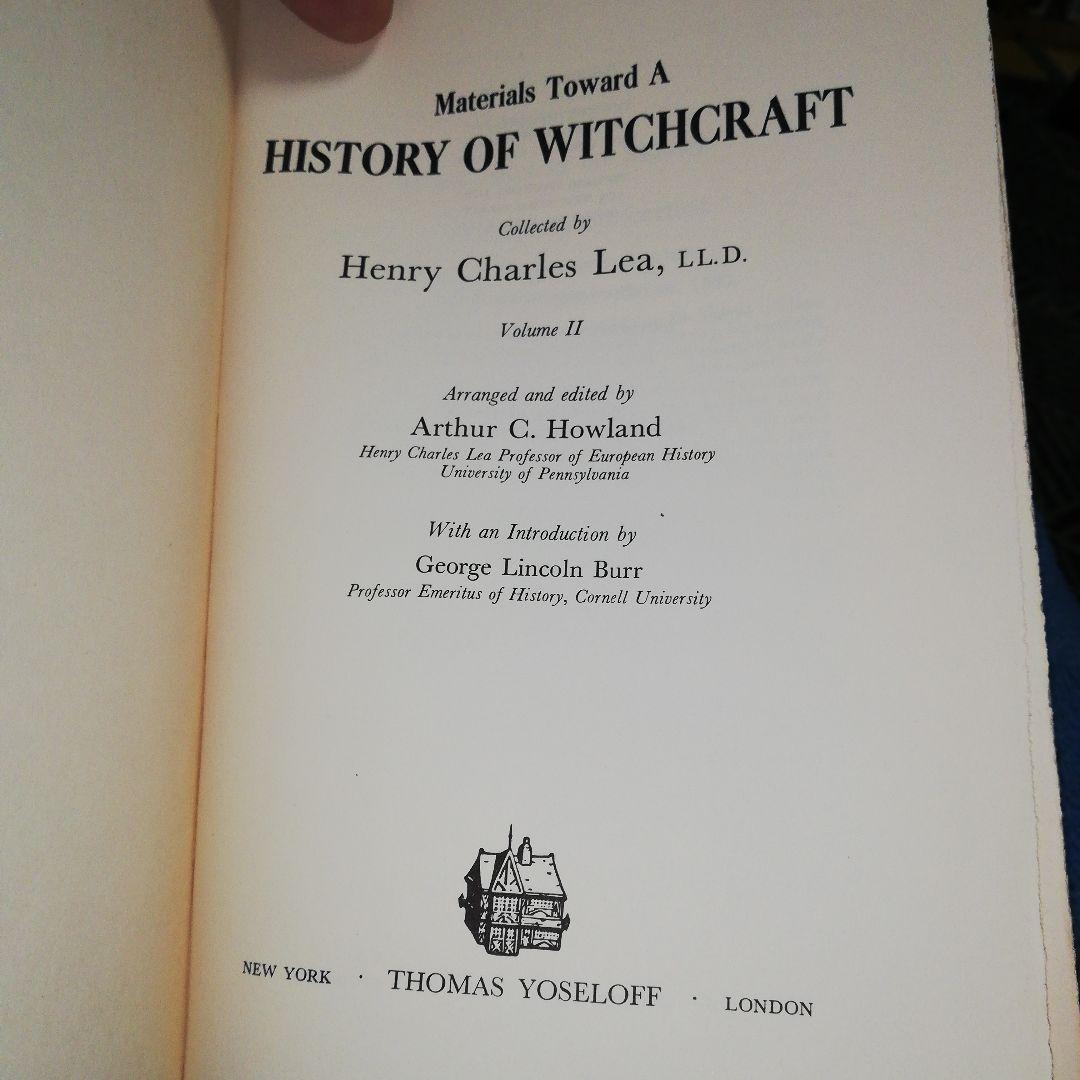 Materials Toward A
HISTORY OF WITCHCRAFT
Collected by
Henry Charles Lea, LL.D.
Volume II
Arranged and edited by
Arthur C. Howland
Henry Charles Lea Professor of European History
University of Pennsylvania
With an Introduction by
George Lincoln Burr
Professor Emeritus of History, Cornell University
NEW YORK · THOMAS YOSELOFF · LONDON